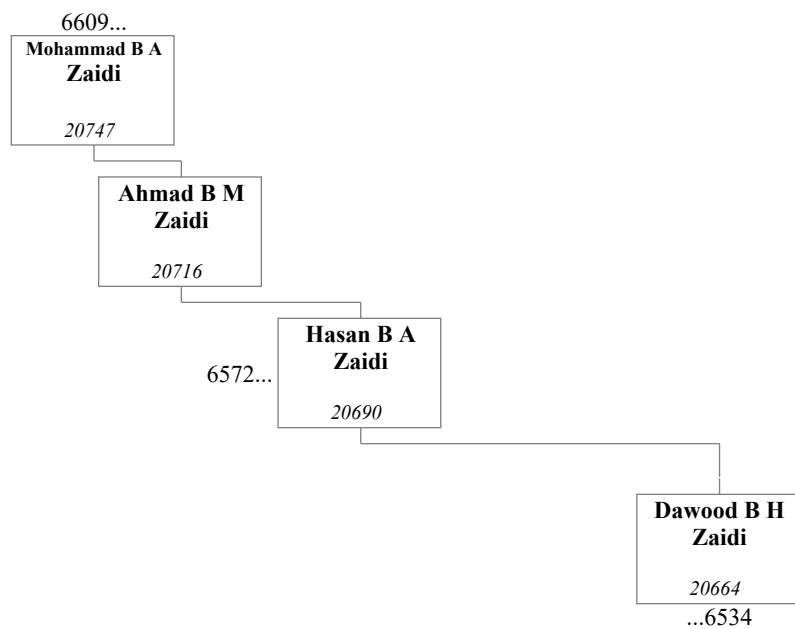 6609...
Mohammad B A
Zaidi
20747
Ahmad B M
Zaidi
20716
Hasan B A
Zaidi
6572...
20690
Dawood B H
Zaidi
20664
...6534